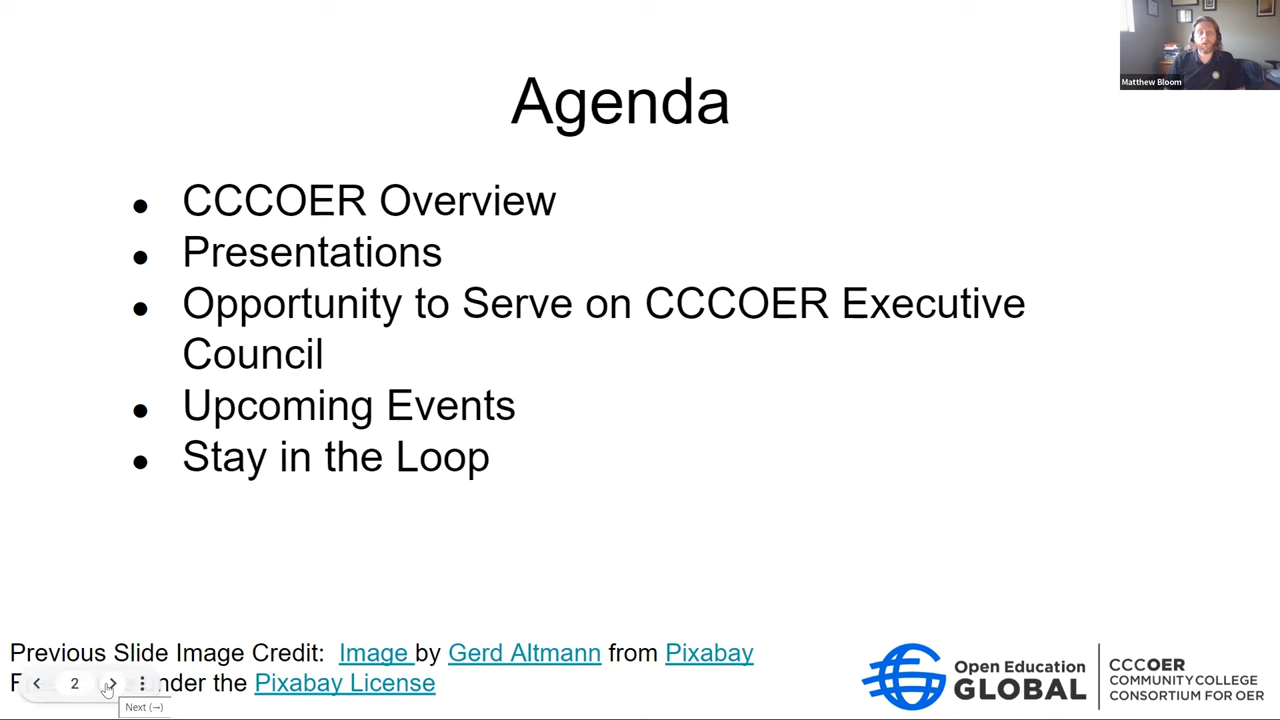 Matthew Bloom
Agenda
● CCCOER Overview
● Presentations
● Opportunity to Serve on CCCOER Executive
Council
● Upcoming Events
● Stay in the Loop
Previous Slide Image Credit: Image by Gerd Altmann from Pixabay
nder the Pixabay License
2
Next (→)
Open Education
GLOBAL
CCCOER
COMMUNITY COLLEGE
CONSORTIUM FOR OER